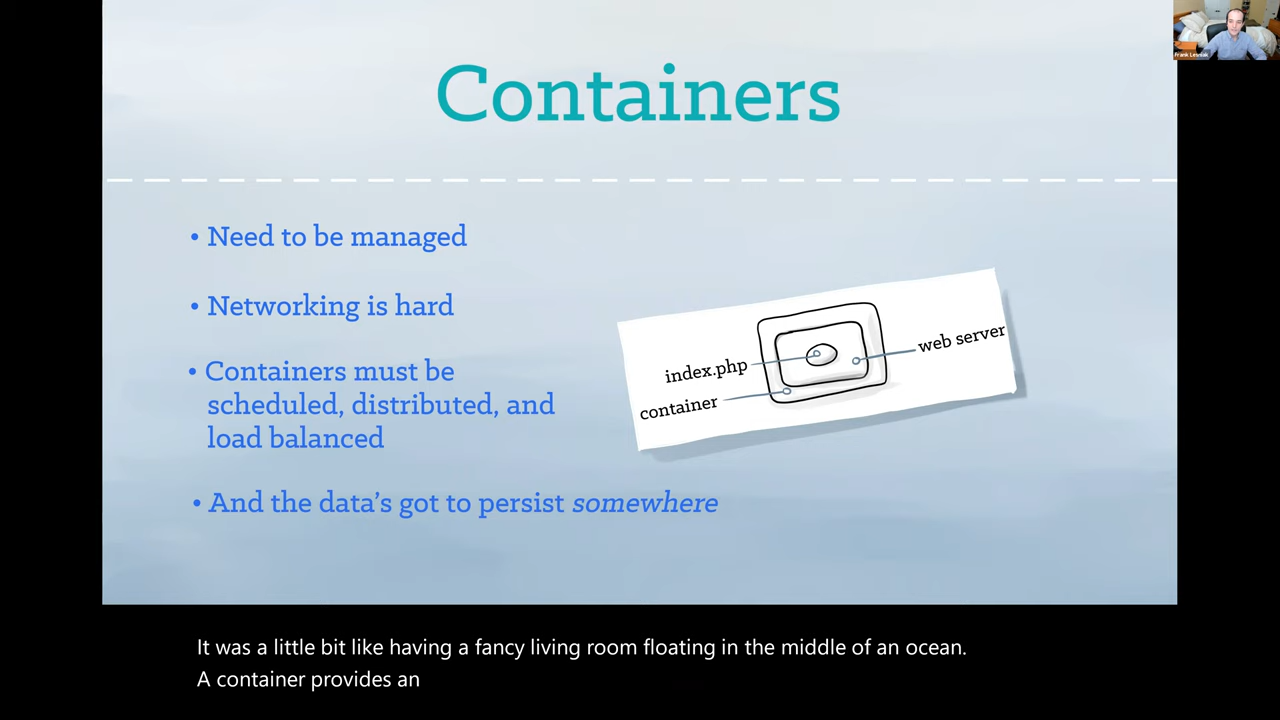 Containers
Frank Lesniak
• Need to be managed
• Networking is hard
• Containers must be
scheduled, distributed, and
load balanced
• And the data's got to persist somewhere
index.php
web server
container
It was a little bit like having a fancy living room floating in the middle of an ocean.
A container provides an